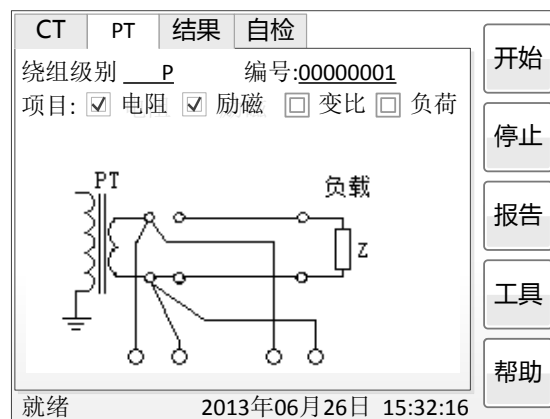 CT PT 结果 自检
绕组级别 P 编号:00000001
项目: 电阻 励磁 变比 负荷
PT
负载
Z
就绪 2013年06月26日 15:32:16
开始
停止
报告
工具
帮助